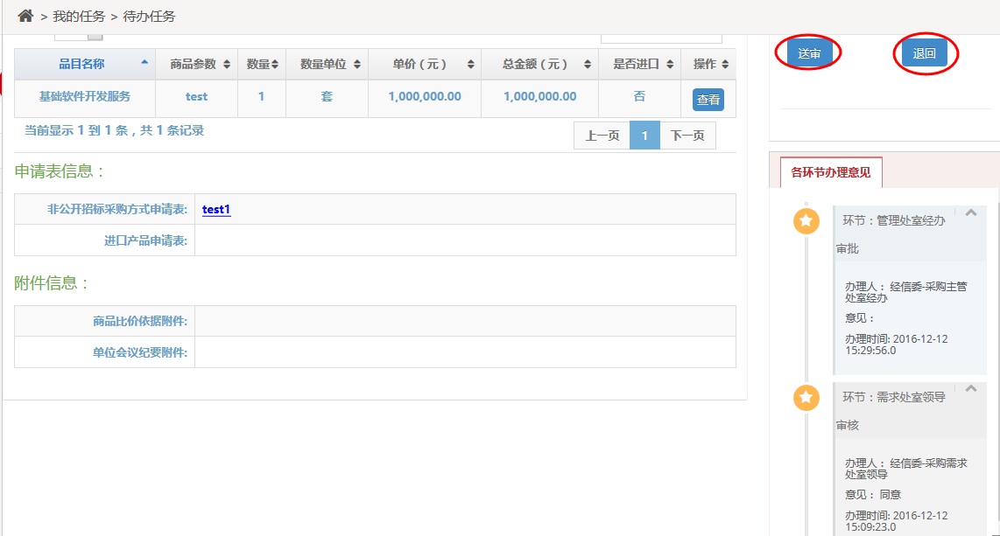 > 我的任务 > 待办任务
送审 退回
品目名称 商品参数 数量 数量单位 单价（元） 总金额（元） 是否进口 操作
基础软件开发服务 test 1 套 1,000,000.00 1,000,000.00 否 查看
当前显示 1 到 1 条，共 1 条记录 上一页 1 下一页
申请表信息：
非公开招标采购方式申请表: test1
进口产品申请表:
附件信息：
商品比价依据附件:
单位会议纪要附件:
各环节办理意见
环节：管理处室经办
审批
办理人： 经信委-采购主管
处室经办
意见：
办理时间: 2016-12-12
15:29:56.0
环节：需求处室领导
审核
办理人： 经信委-采购需求
处室领导
意见： 同意
办理时间: 2016-12-12
15:09:23.0